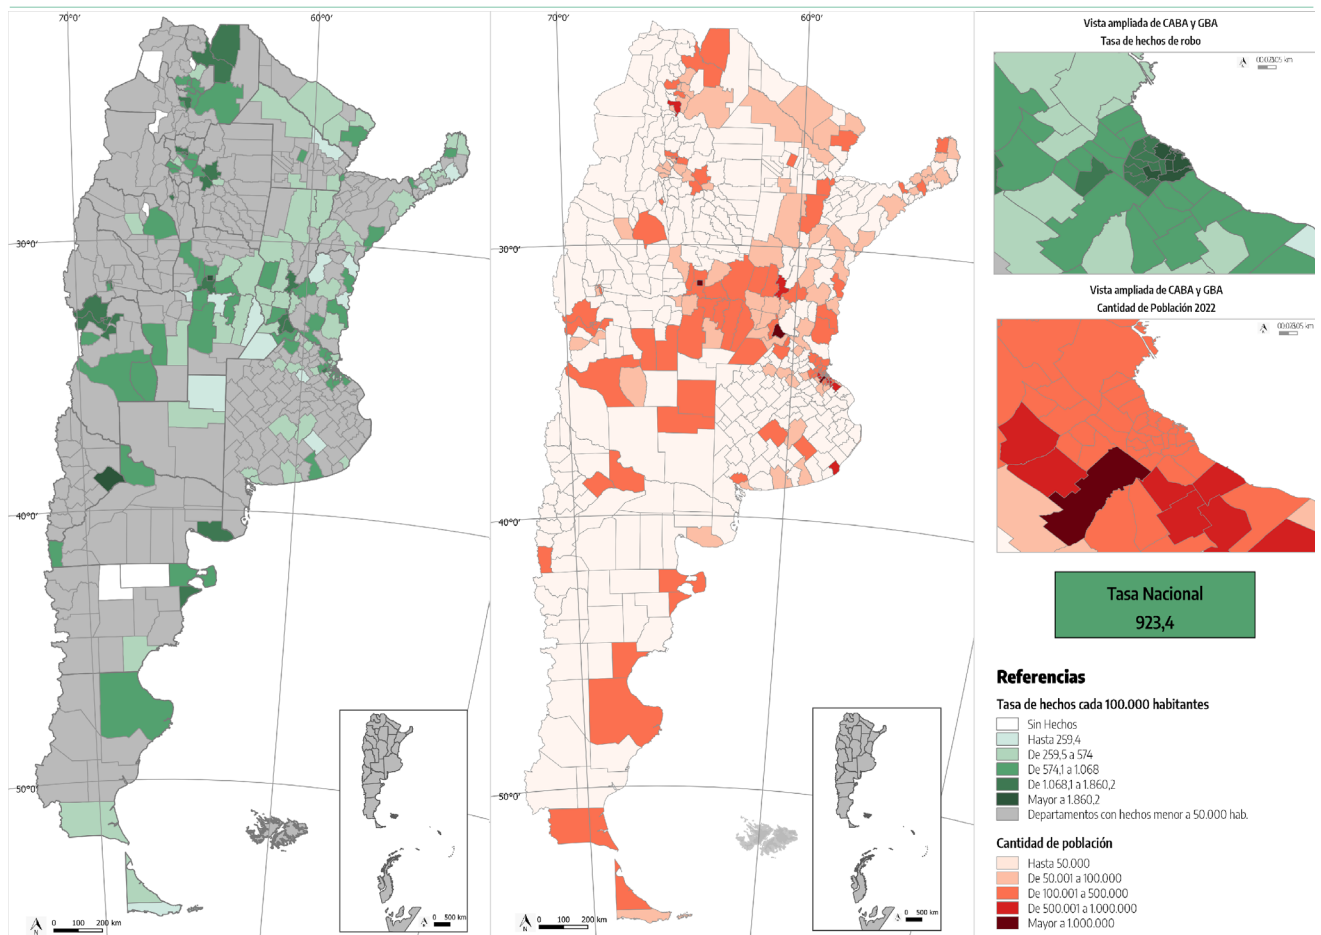 70°0'
60°0'
30°0'
40°0'
50°0'
N
0 100 200 km
0 500 km
70°0'
60°0'
30°0'
40°0'
50°0'
N
0 100 200 km
0 500 km
Vista ampliada de CABA y GBA
Tasa de hechos de robo
Vista ampliada de CABA y GBA
Cantidad de Población 2022
Tasa Nacional
923,4
Referencias
Tasa de hechos cada 100.000 habitantes
Sin Hechos
Hasta 259,4
De 259,5 a 574
De 574,1 a 1.068
De 1.068,1 a 1.860,2
Mayor a 1.860,2
Departamentos con hechos menor a 50.000 hab.
Cantidad de población
Hasta 50.000
De 50.001 a 100.000
De 100.001 a 500.000
De 500.001 a 1.000.000
Mayor a 1.000.000